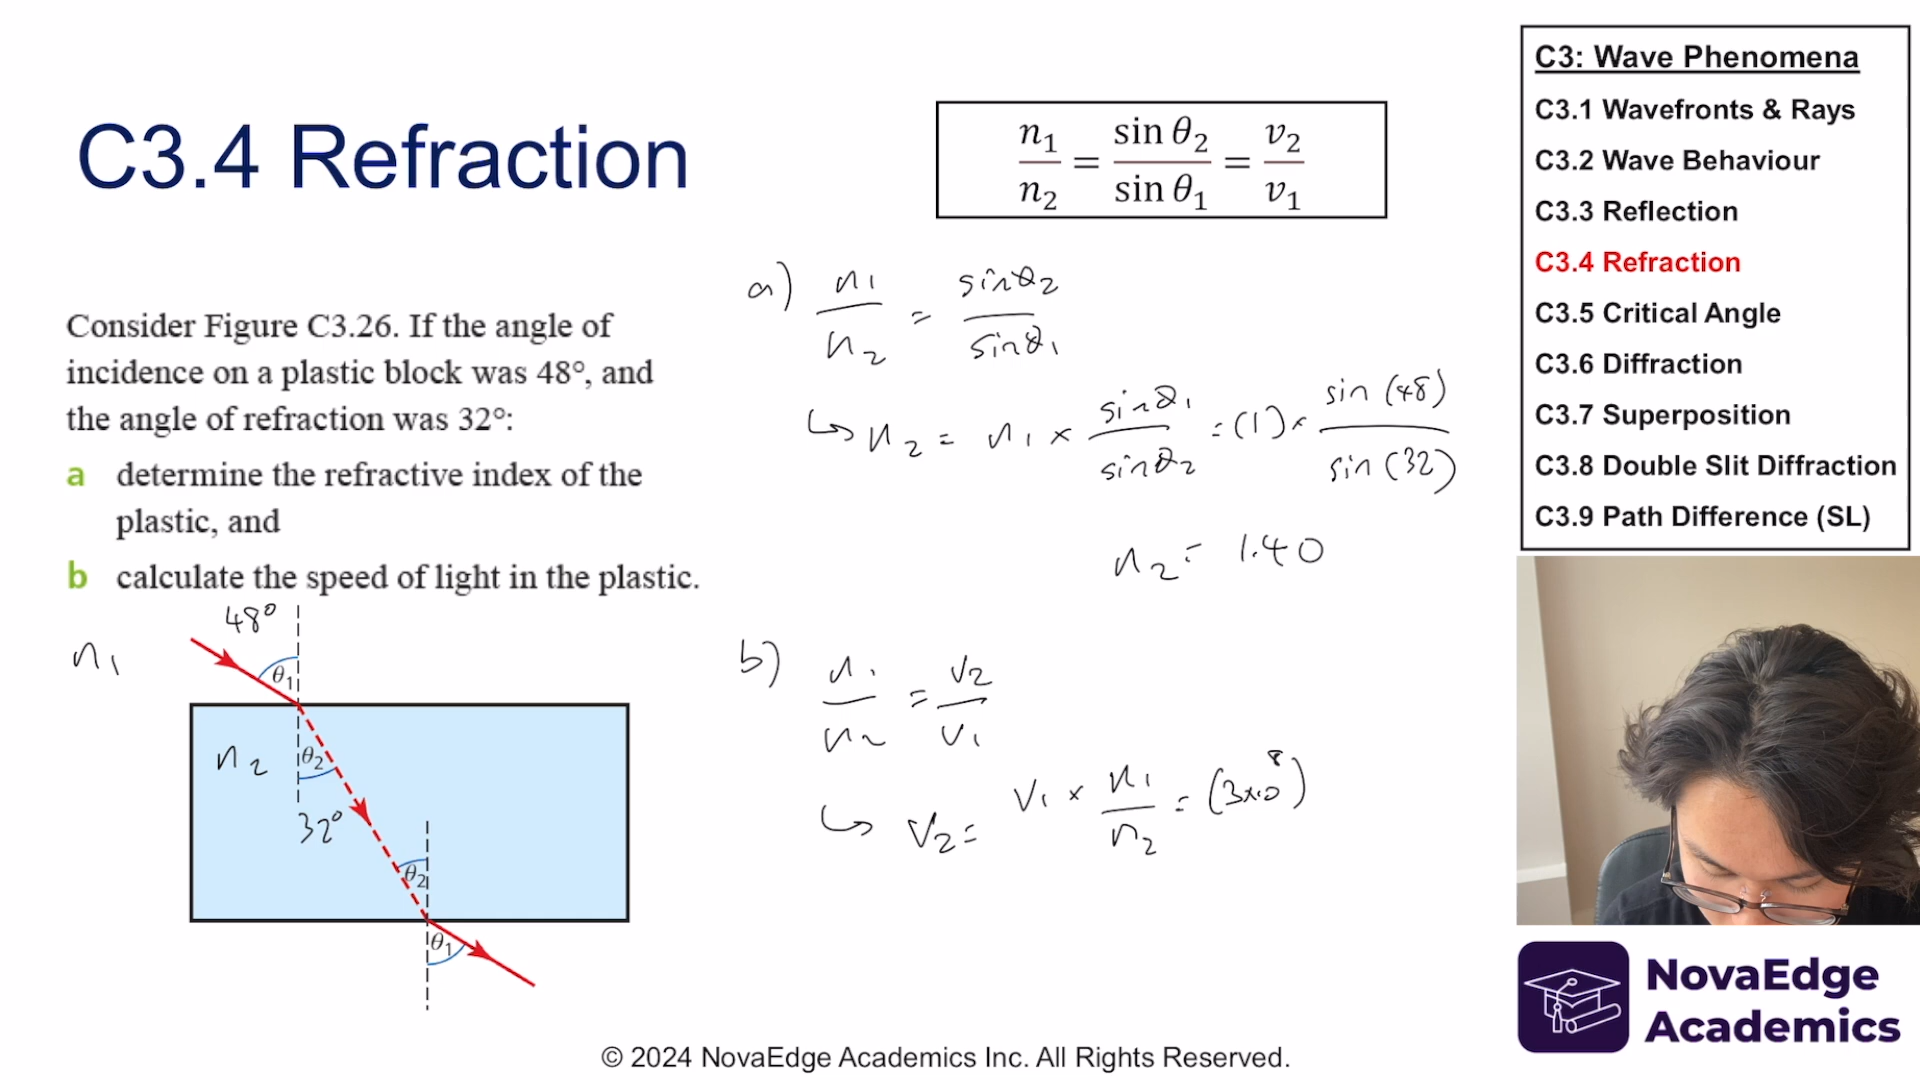 C3.4 Refraction
n₁/n₂ = sin θ₂/sin θ₁ = v₂/v₁
Consider Figure C3.26. If the angle of
incidence on a plastic block was 48°, and
the angle of refraction was 32°:
a determine the refractive index of the
plastic, and
b calculate the speed of light in the plastic.
n₁
48°
θ₁
n₂
θ₂
32°
θ₂
θ₁
a) n₁/n₂ = sinθ₂/sinθ₁
↳ n₂ = n₁ × sinθ₁/sinθ₂ = (1) × sin (48)/sin (32)
n₂ = 1.40
b) n₁/n₂ = v₂/v₁
↳ v₂ = v₁ × n₁/n₂ = (3×10⁸)
C3: Wave Phenomena
C3.1 Wavefronts & Rays
C3.2 Wave Behaviour
C3.3 Reflection
C3.4 Refraction
C3.5 Critical Angle
C3.6 Diffraction
C3.7 Superposition
C3.8 Double Slit Diffraction
C3.9 Path Difference (SL)
NovaEdge
Academics
© 2024 NovaEdge Academics Inc. All Rights Reserved.